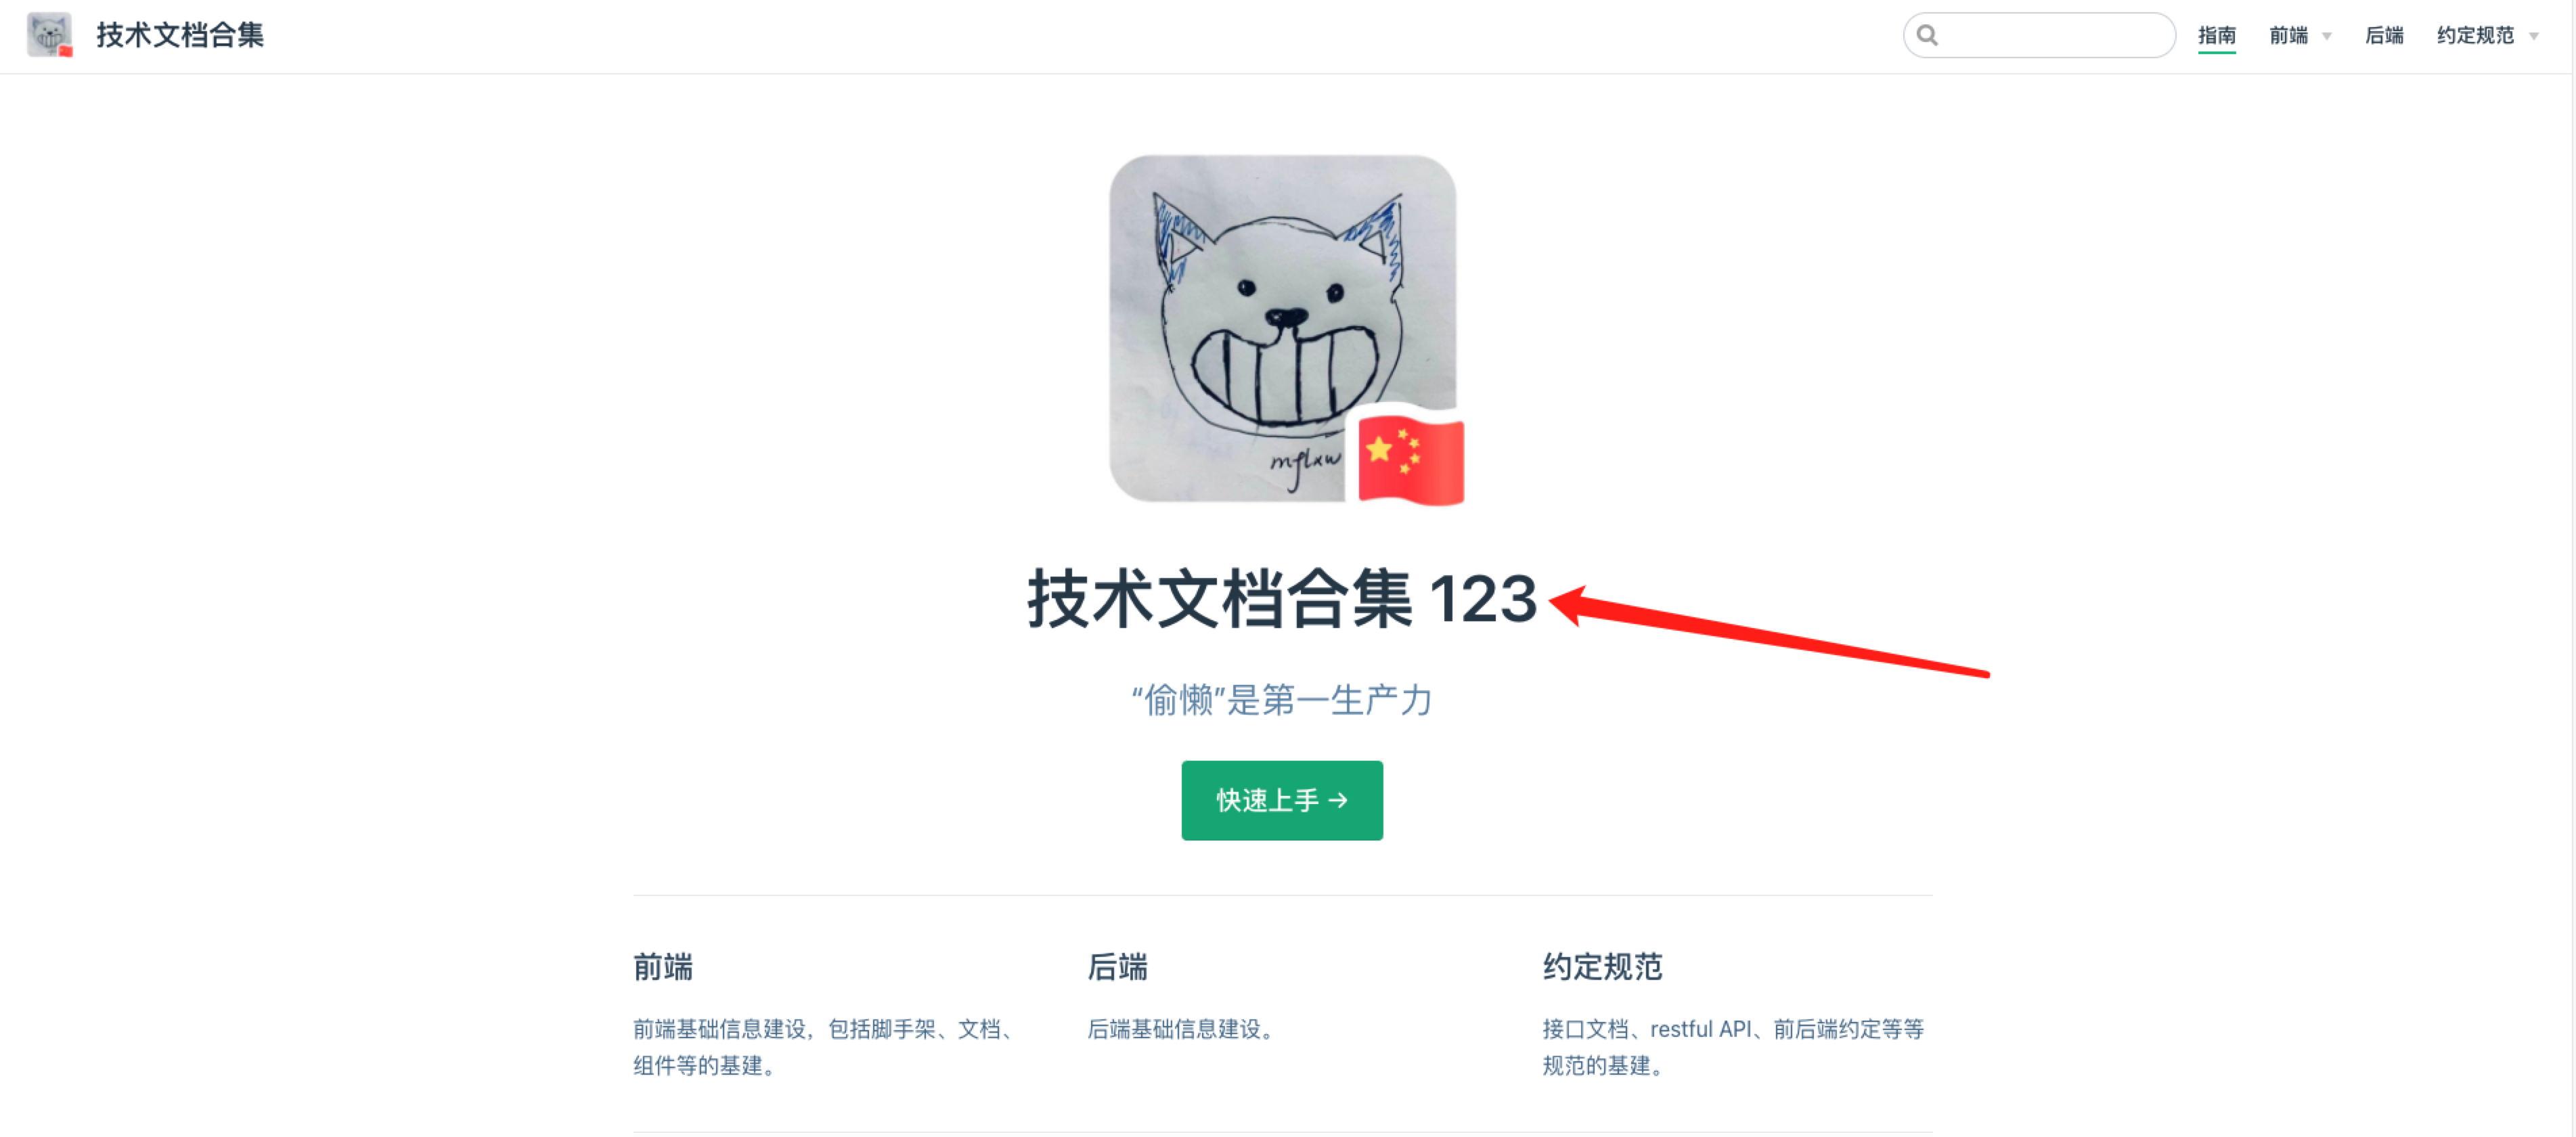 技术文档合集
指南 前端 后端 约定规范
mflxw
技术文档合集 123
“偷懒”是第一生产力
快速上手 →
前端
前端基础信息建设，包括脚手架、文档、
组件等的基建。
后端
后端基础信息建设。
约定规范
接口文档、restful API、前后端约定等等
规范的基建。